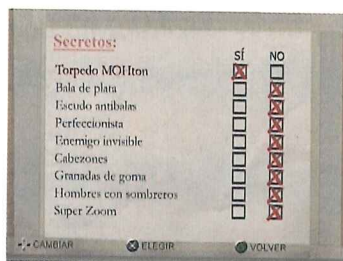 Secretos:
SÍ NO
Torpedo MOHton
Bala de plata
Escudo antibalas
Perfeccionista
Enemigo invisible
Cabezones
Granadas de goma
Hombres con sombreros
Super Zoom
CAMBIAR ELEGIR VOLVER